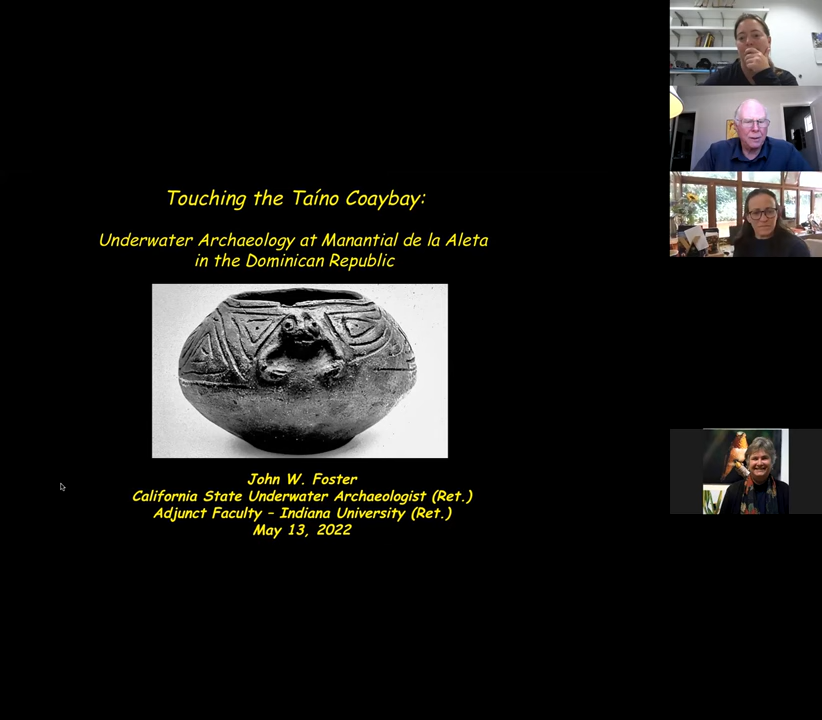 Touching the Taíno Coaybay:
Underwater Archaeology at Manantial de la Aleta
in the Dominican Republic
John W. Foster
California State Underwater Archaeologist (Ret.)
Adjunct Faculty – Indiana University (Ret.)
May 13, 2022